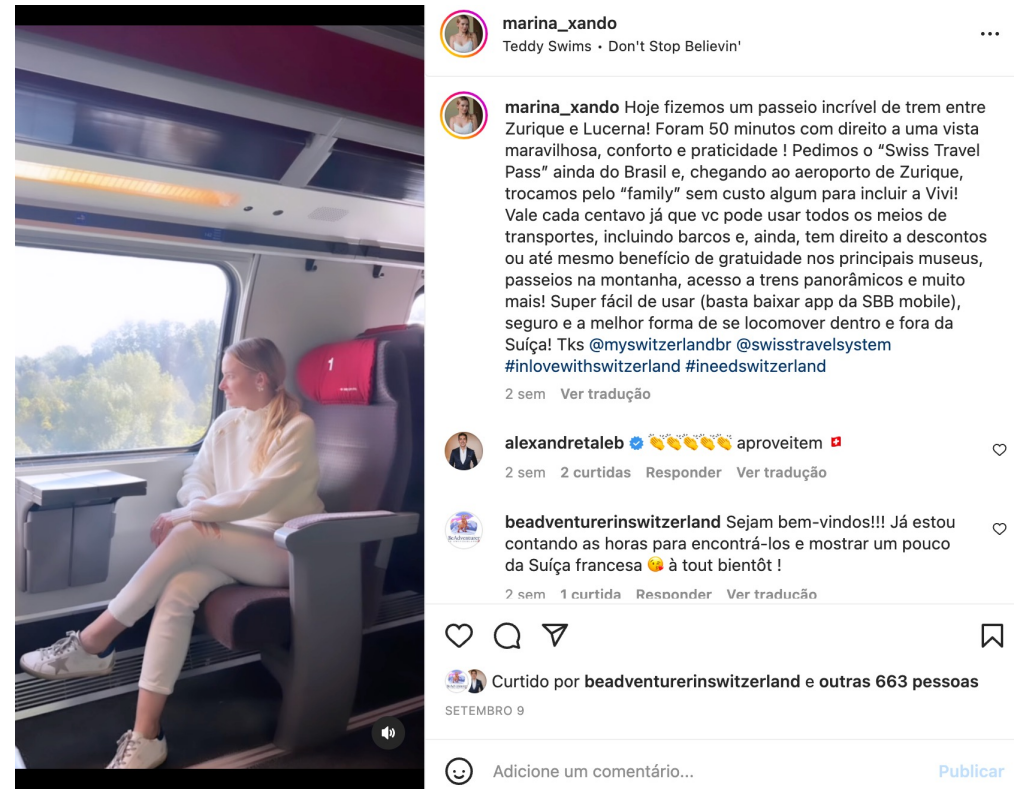 marina_xando
Teddy Swims • Don't Stop Believin'
marina_xando Hoje fizemos um passeio incrível de trem entre
Zurique e Lucerna! Foram 50 minutos com direito a uma vista
maravilhosa, conforto e praticidade ! Pedimos o “Swiss Travel
Pass” ainda do Brasil e, chegando ao aeroporto de Zurique,
trocamos pelo “family” sem custo algum para incluir a Vivi!
Vale cada centavo já que vc pode usar todos os meios de
transportes, incluindo barcos e, ainda, tem direito a descontos
ou até mesmo benefício de gratuidade nos principais museus,
passeios na montanha, acesso a trens panorâmicos e muito
mais! Super fácil de usar (basta baixar app da SBB mobile),
seguro e a melhor forma de se locomover dentro e fora da
Suíça! Tks @myswitzerlandbr @swisstravelsystem
#inlovewithswitzerland #ineedswitzerland
2 sem Ver tradução
alexandretaleb 👏👏👏👏👏 aproveitem 🇨🇭
2 sem 2 curtidas Responder Ver tradução
beadventurerinswitzerland Sejam bem-vindos!!! Já estou
contando as horas para encontrá-los e mostrar um pouco
da Suíça francesa 😘 à tout bientôt !
2 sem 1 curtida Responder Ver tradução
Curtido por beadventurerinswitzerland e outras 663 pessoas
SETEMBRO 9
Adicione um comentário...
Publicar
1